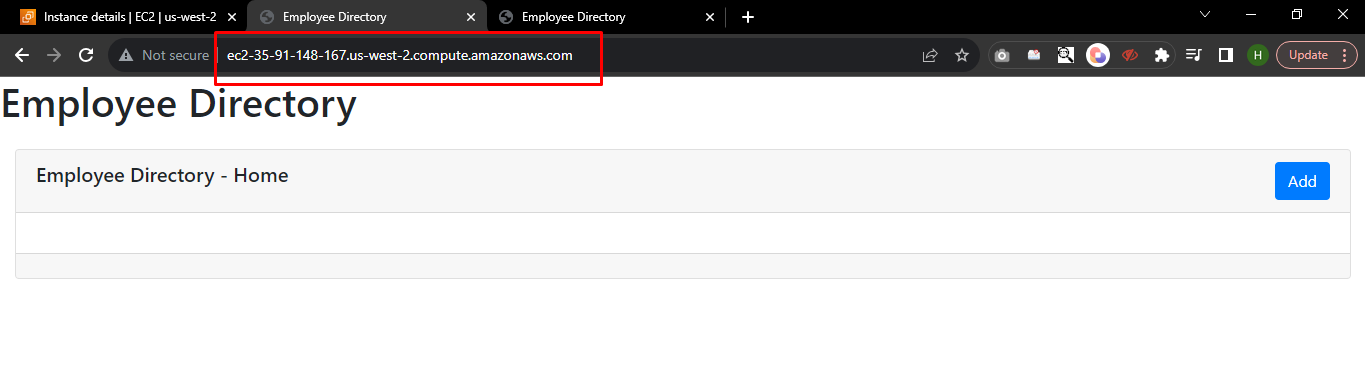 Instance details | EC2 | us-west-2
Employee Directory
Employee Directory
Not secure
ec2-35-91-148-167.us-west-2.compute.amazonaws.com
H
Update
Employee Directory
Employee Directory - Home
Add